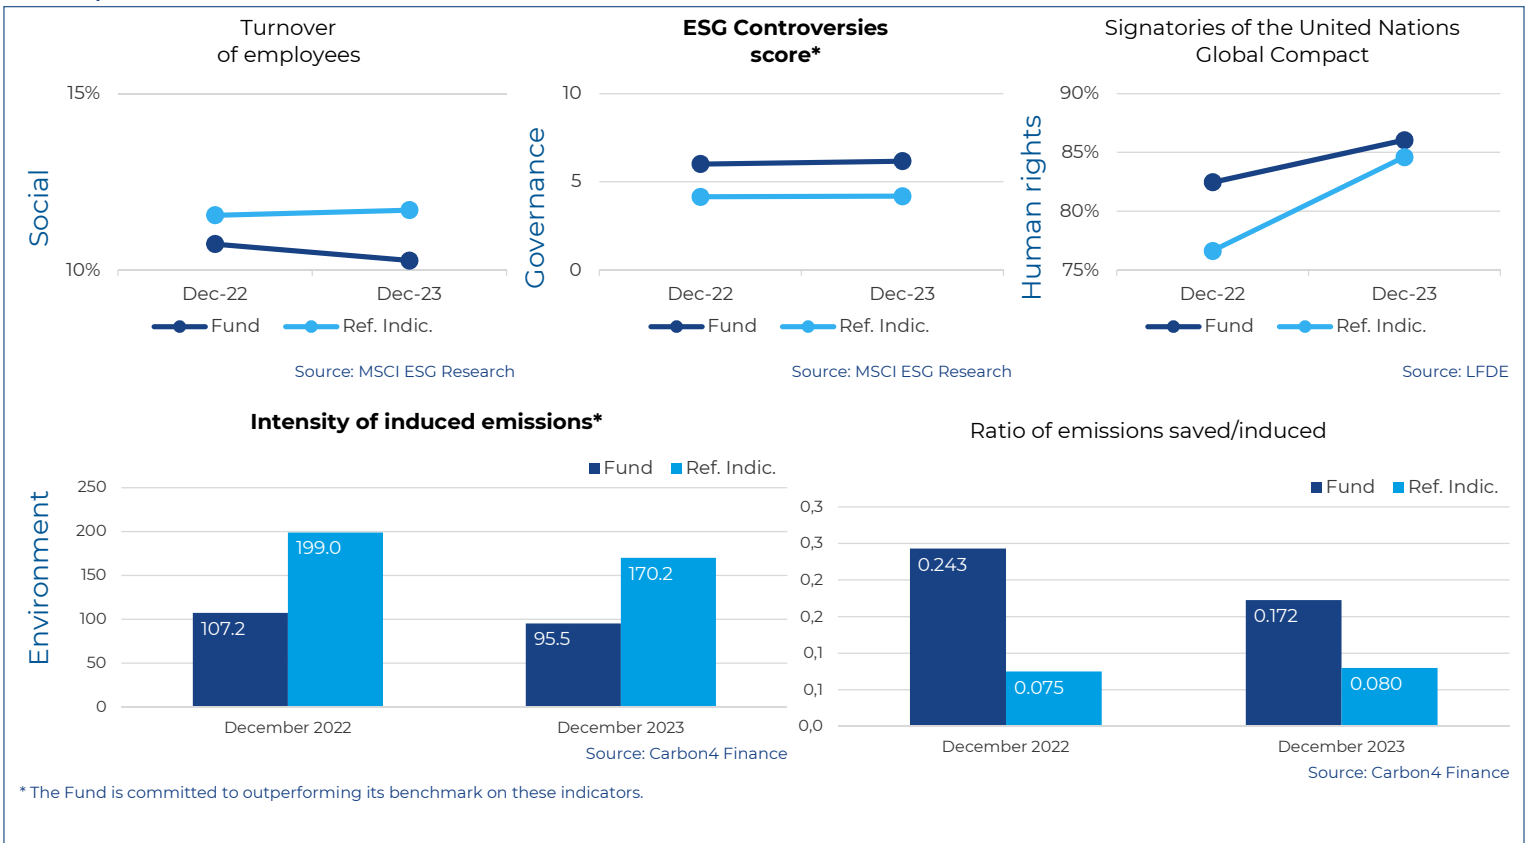 Turnover
of employees
15%
10%
Social
Dec-22
Dec-23
Fund
Ref. Indic.
Source: MSCI ESG Research
ESG Controversies
score*
10
5
0
Governance
Dec-22
Dec-23
Fund
Ref. Indic.
Source: MSCI ESG Research
Signatories of the United Nations
Global Compact
90%
85%
80%
75%
Human rights
Dec-22
Dec-23
Fund
Ref. Indic.
Source: LFDE
Intensity of induced emissions*
Fund
Ref. Indic.
250
200
150
100
50
0
Environment
107.2
199.0
95.5
170.2
December 2022
December 2023
Source: Carbon4 Finance
Ratio of emissions saved/induced
Fund
Ref. Indic.
0,3
0,3
0,2
0,2
0,1
0,1
0,0
0.243
0.075
0.172
0.080
December 2022
December 2023
Source: Carbon4 Finance
* The Fund is committed to outperforming its benchmark on these indicators.